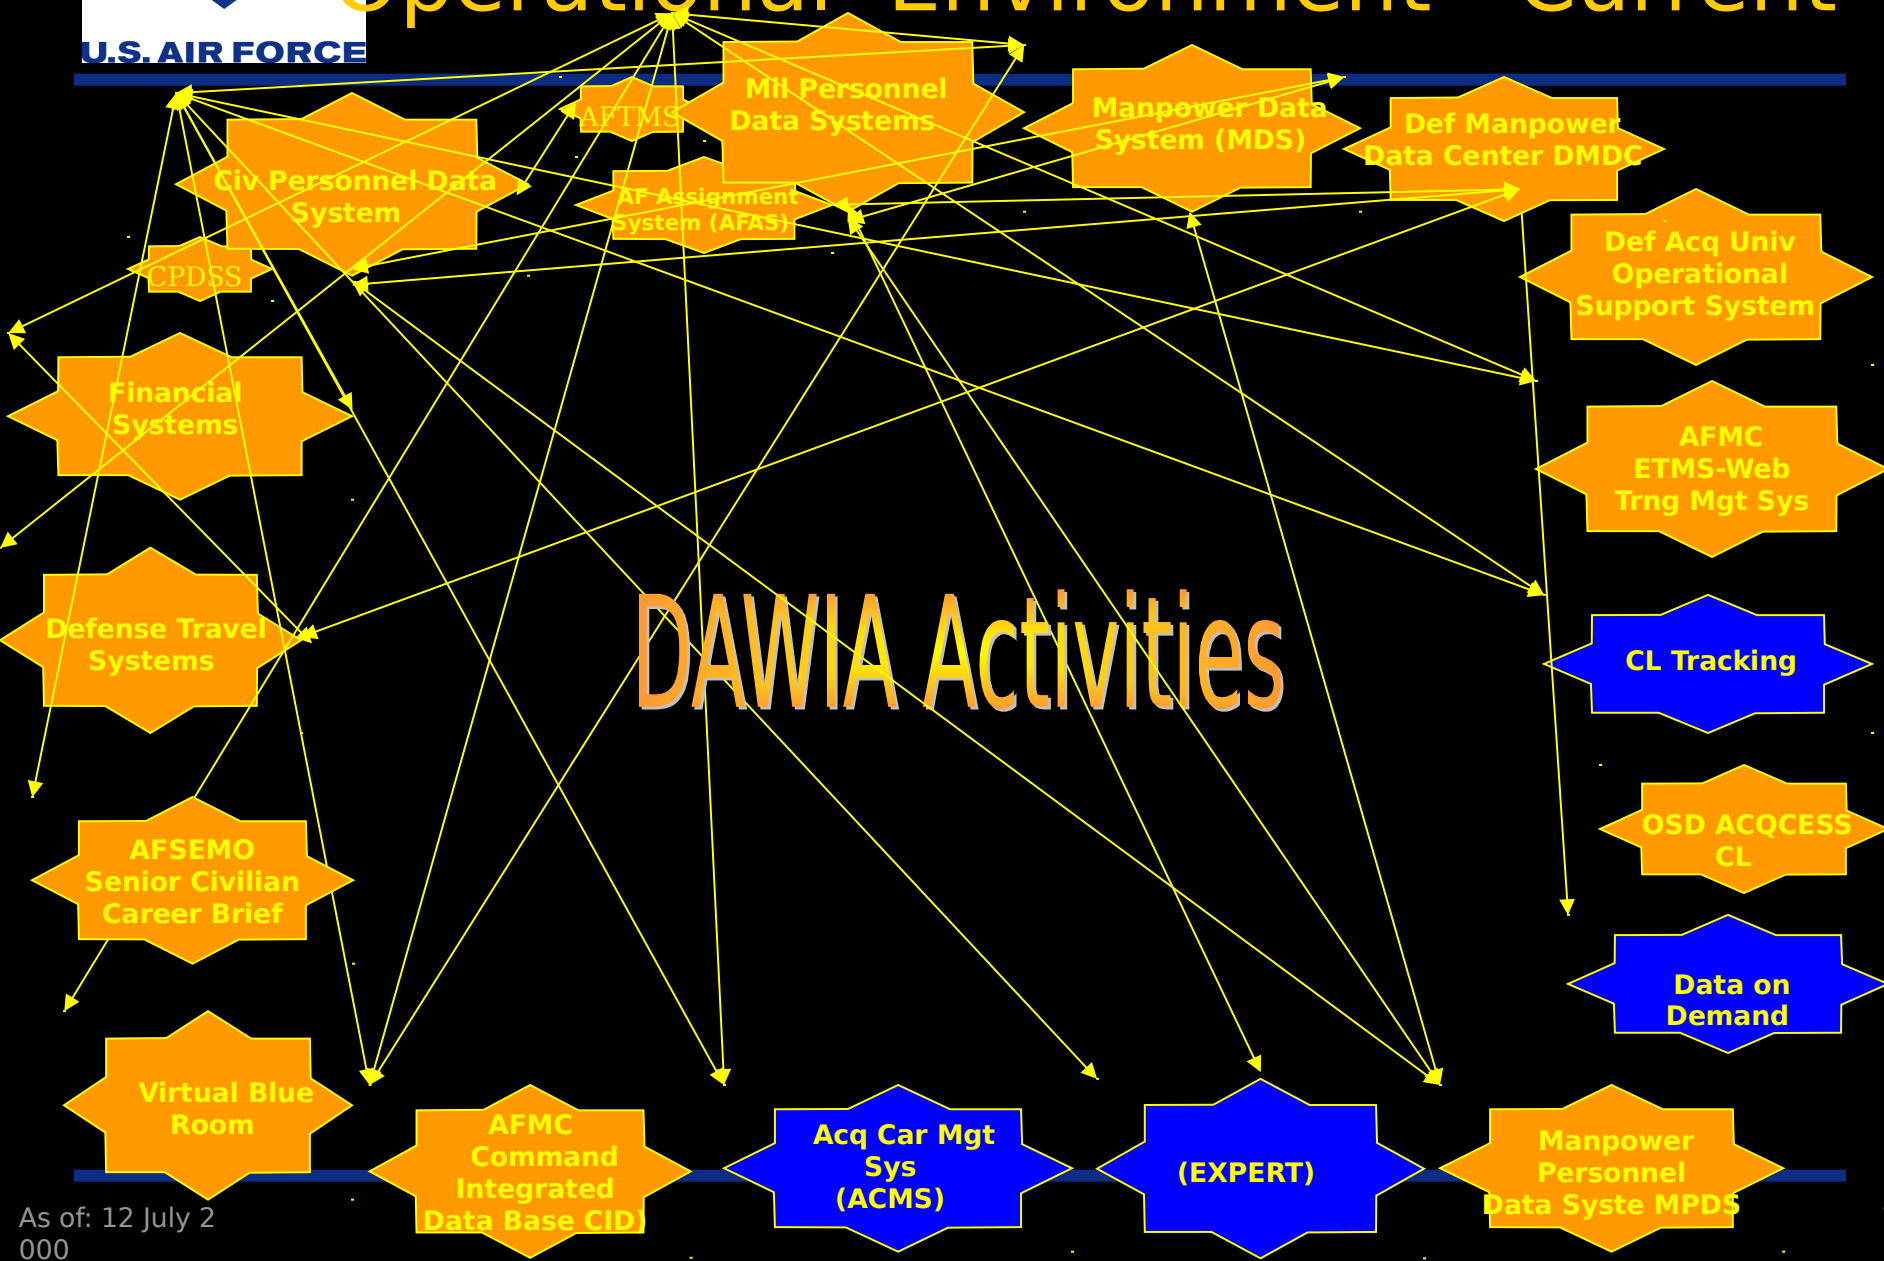 Operational Environment - Current
U.S. AIR FORCE
AFTMS
Mil Personnel
Data Systems
Manpower Data
System (MDS)
Def Manpower
Data Center DMDC
Civ Personnel Data
System
AF Assignment
System (AFAS)
CPDSS
Def Acq Univ
Operational
Support System
Financial
Systems
AFMC
ETMS-Web
Trng Mgt Sys
Defense Travel
Systems
DAWIA Activities
CL Tracking
AFSEMO
Senior Civilian
Career Brief
OSD ACQCESS
CL
Data on
Demand
Virtual Blue
Room
AFMC
Command
Integrated
Data Base CID)
Acq Car Mgt
Sys
(ACMS)
(EXPERT)
Manpower
Personnel
Data Syste MPDS
As of: 12 July 2
000